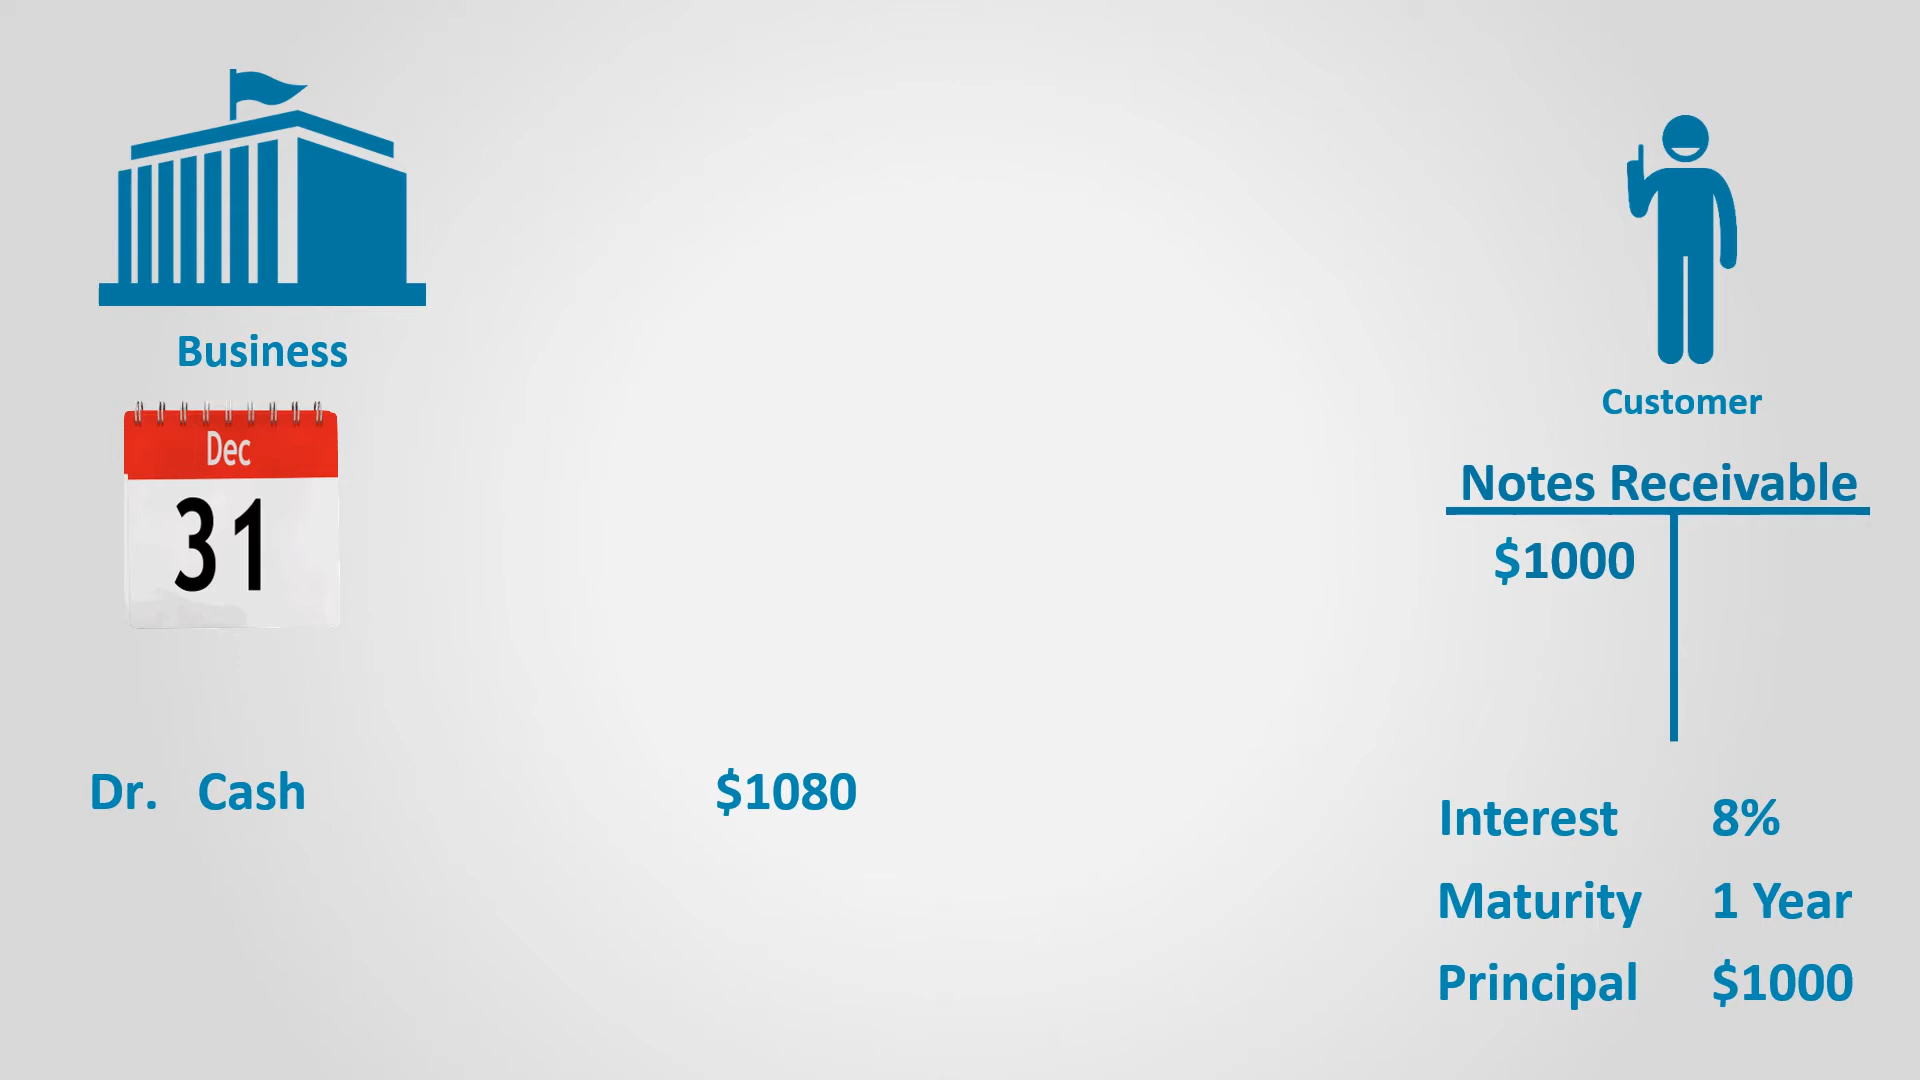 Business
Dec
31
Dr. Cash $1080
Customer
Notes Receivable
$1000
Interest 8%
Maturity 1 Year
Principal $1000